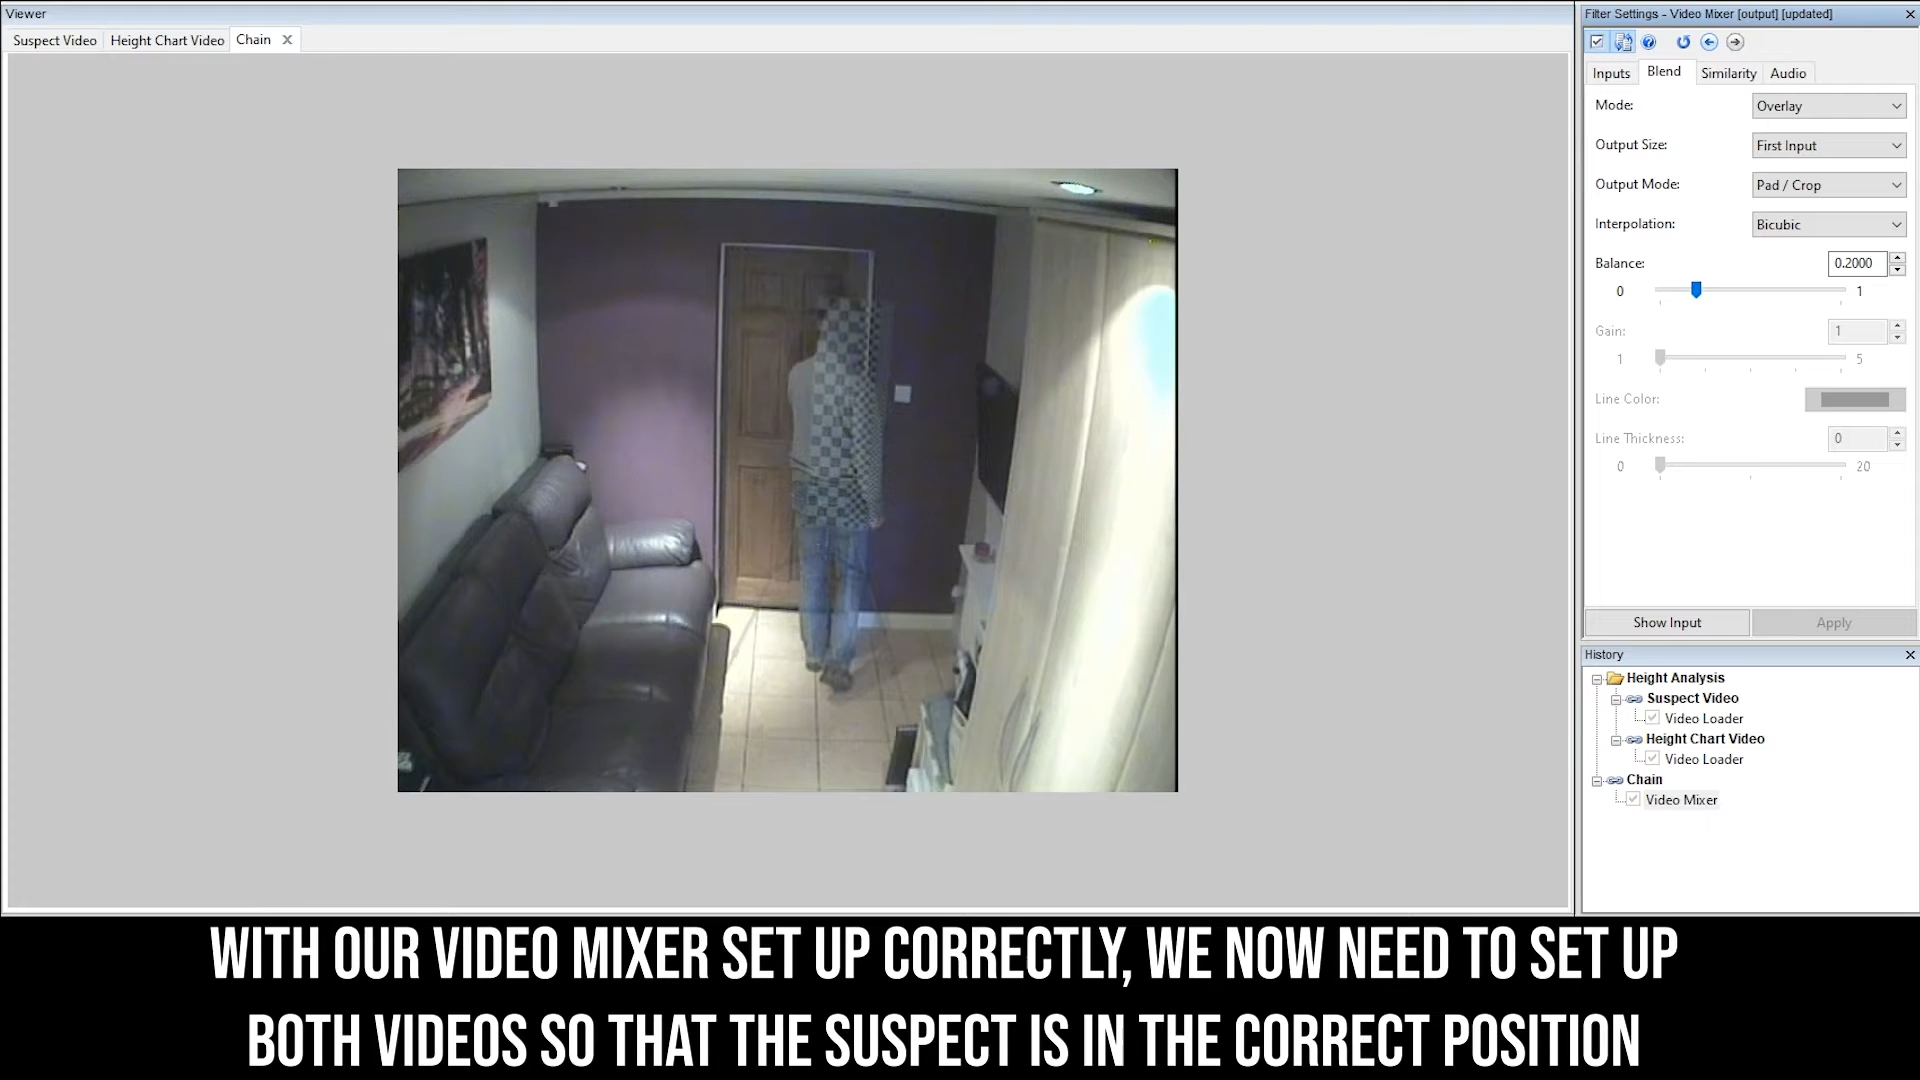 Viewer
Suspect Video Height Chart Video Chain
Filter Settings - Video Mixer [output] [updated]
Inputs Blend Similarity Audio
Mode: Overlay
Output Size: First Input
Output Mode: Pad / Crop
Interpolation: Bicubic
Balance: 0.2000
0 1
Gain: 1
1 5
Line Color:
Line Thickness: 0
0 20
Show Input Apply
History
Height Analysis
Suspect Video
Video Loader
Height Chart Video
Video Loader
Chain
Video Mixer
WITH OUR VIDEO MIXER SET UP CORRECTLY, WE NOW NEED TO SET UP
BOTH VIDEOS SO THAT THE SUSPECT IS IN THE CORRECT POSITION